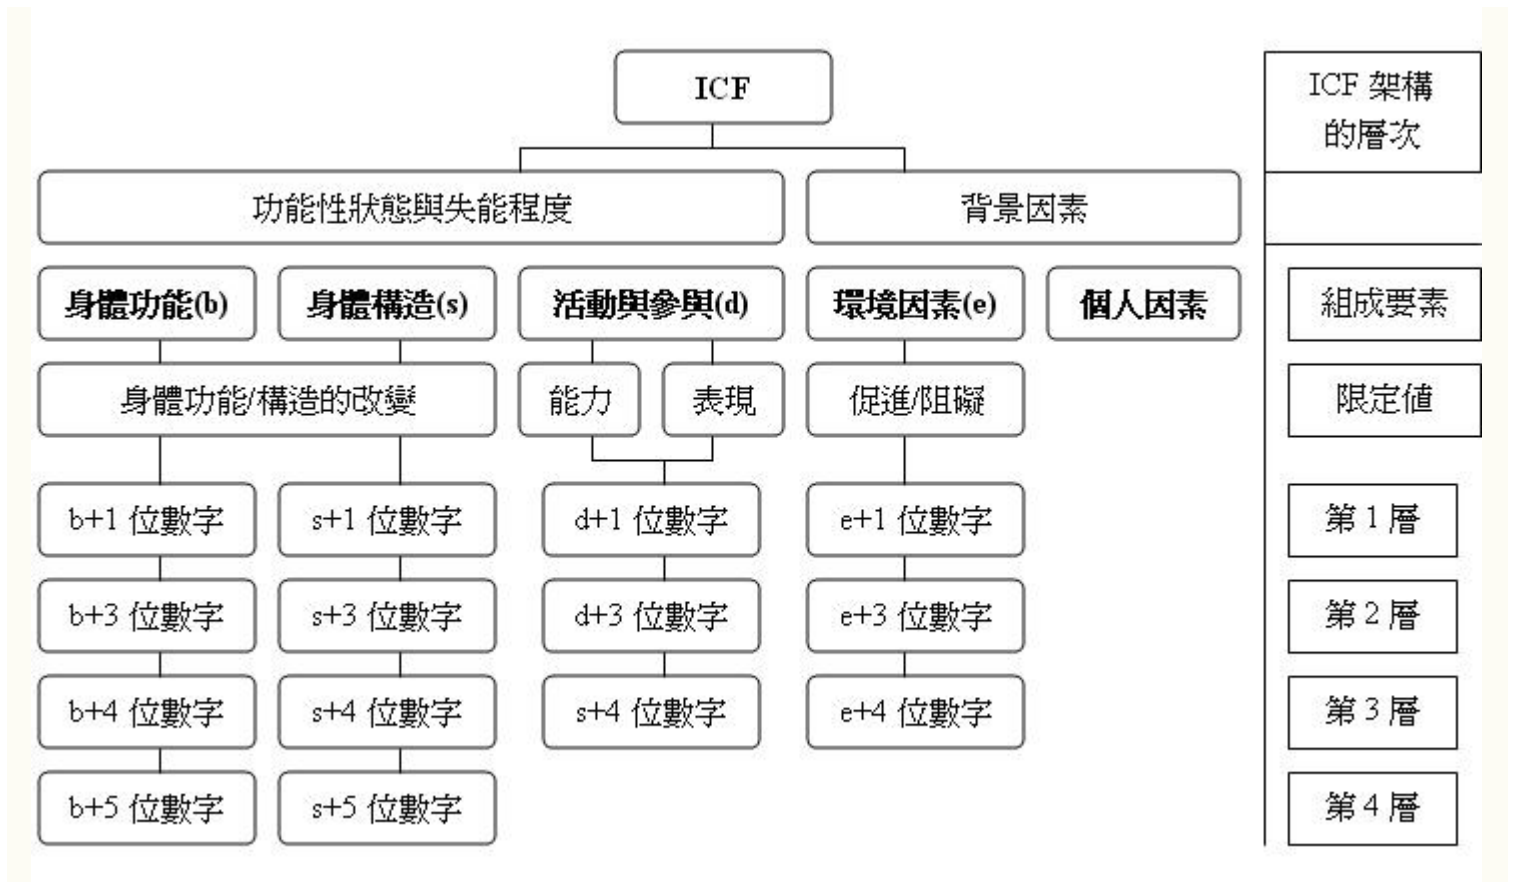 ICF
ICF 架構
的層次
功能性狀態與失能程度
背景因素
身體功能(b)
身體構造(s)
活動與參與(d)
環境因素(e)
個人因素
組成要素
身體功能/構造的改變
能力
表現
促進/阻礙
限定值
b+1 位數字
s+1 位數字
d+1 位數字
e+1 位數字
第 1 層
b+3 位數字
s+3 位數字
d+3 位數字
e+3 位數字
第 2 層
b+4 位數字
s+4 位數字
s+4 位數字
e+4 位數字
第 3 層
b+5 位數字
s+5 位數字
第 4 層